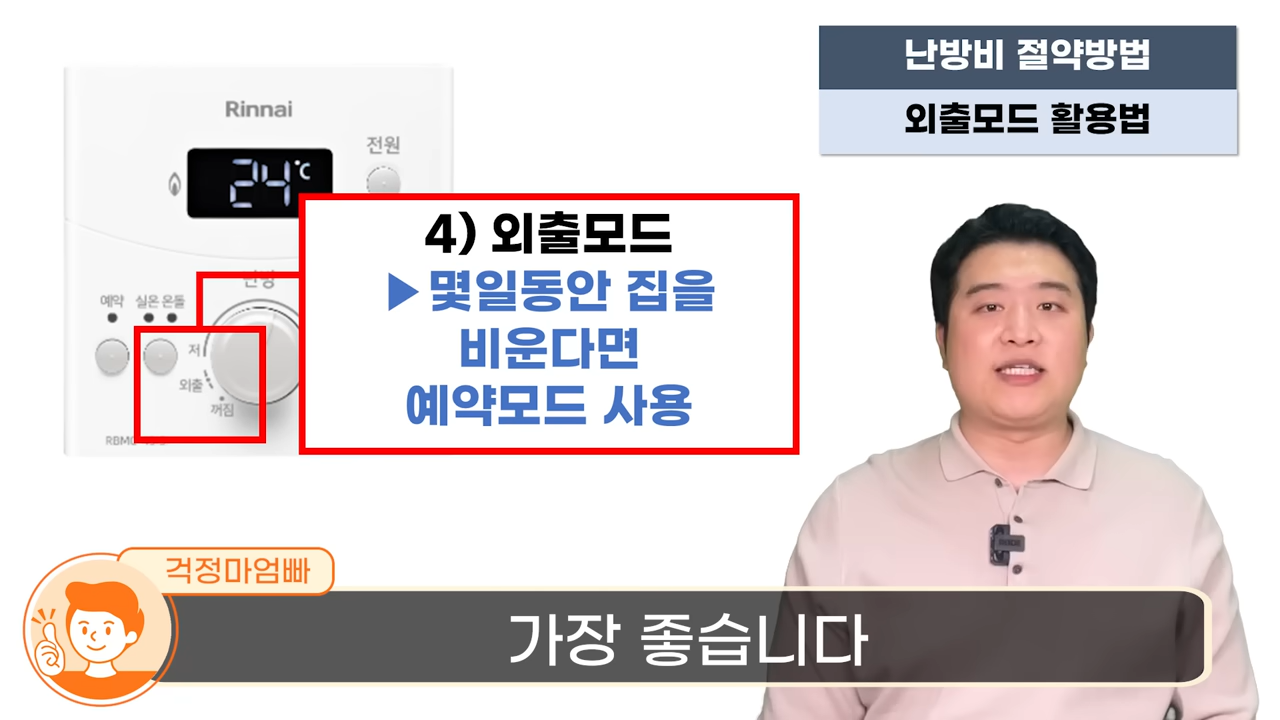 난방비 절약방법
외출모드 활용법
Rinnai
전원
24°C
4) 외출모드
▶몇일동안 집을
비운다면
예약모드 사용
난방
예약 실온 온돌
저
외출
꺼짐
걱정마엄빠
가장 좋습니다